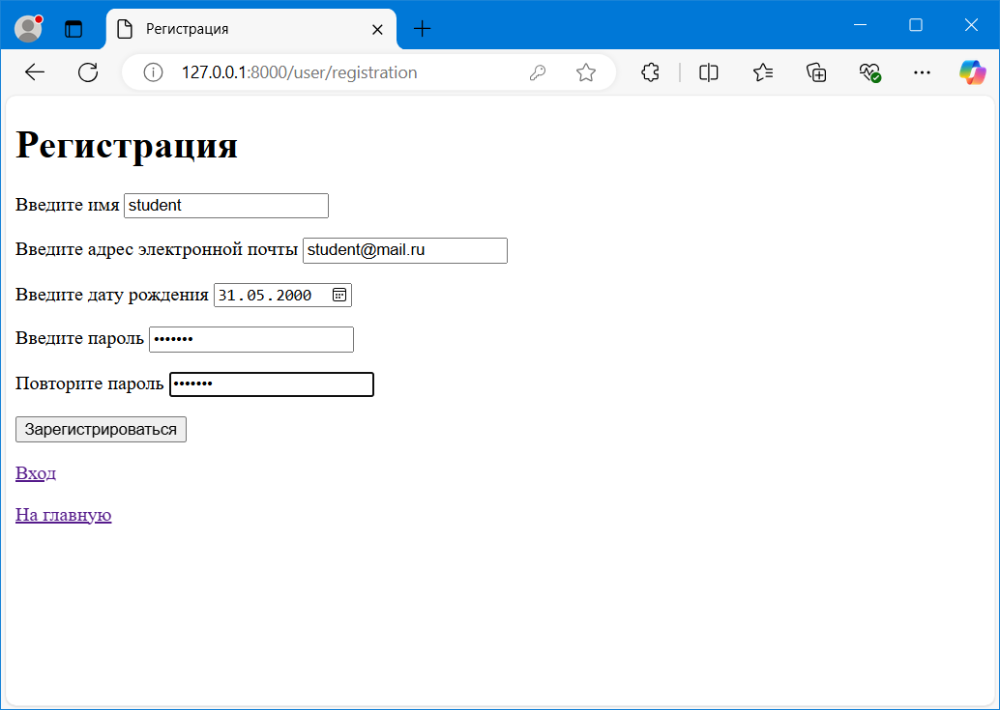 Регистрация
127.0.0.1:8000/user/registration
Регистрация
Введите имя student
Введите адрес электронной почты student@mail.ru
Введите дату рождения 31.05.2000
Введите пароль •••••••
Повторите пароль •••••••
Зарегистрироваться
Вход
На главную